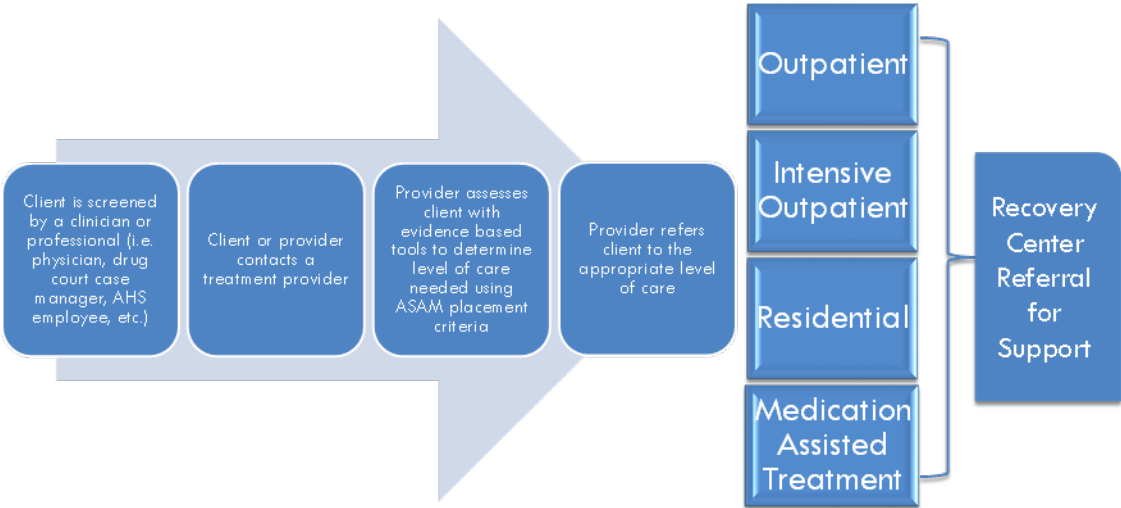 Client is screened
by a clinician or
professional (i.e.
physician, drug
court case
manager, AHS
employee, etc.)
Client or provider
contacts a
treatment provider
Provider assesses
client with
evidence based
tools to determine
level of care
needed using
ASAM placement
criteria
Provider refers
client to the
appropriate level
of care
Outpatient
Intensive
Outpatient
Residential
Medication
Assisted
Treatment
Recovery
Center
Referral
for
Support